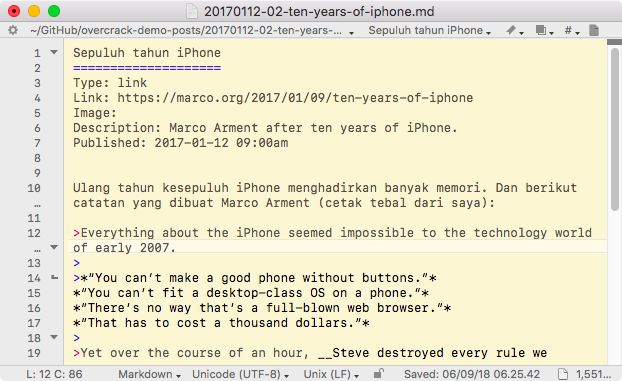 20170112-02-ten-years-of-iphone.md
~/GitHub/overcrack-demo-posts/20170112-02-ten-years-... Sepuluh tahun iPhone #
1 Sepuluh tahun iPhone
2 ====================
3 Type: link
4 Link: https://marco.org/2017/01/09/ten-years-of-iphone
5 Image:
6 Description: Marco Arment after ten years of iPhone.
7 Published: 2017-01-12 09:00am
8
9
10 Ulang tahun kesepuluh iPhone menghadirkan banyak memori. Dan berikut
… catatan yang dibuat Marco Arment (cetak tebal dari saya):
11
12 >Everything about the iPhone seemed impossible to the technology world
… of early 2007.
13 >
14 >*“You can’t make a good phone without buttons.”*
15 *“You can’t fit a desktop-class OS on a phone.”*
16 *“There’s no way that’s a full-blown web browser.”*
17 *“That has to cost a thousand dollars.”*
18 >
19 >Yet over the course of an hour, __Steve destroyed every rule we
L: 12 C: 86 Markdown Unicode (UTF-8) Unix (LF) Saved: 06/09/18 06.25.42 1,551...